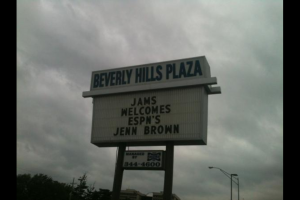 BEVERLY HILLS PLAZA
JAMS
WELCOMES
ESPN'S
JENN BROWN